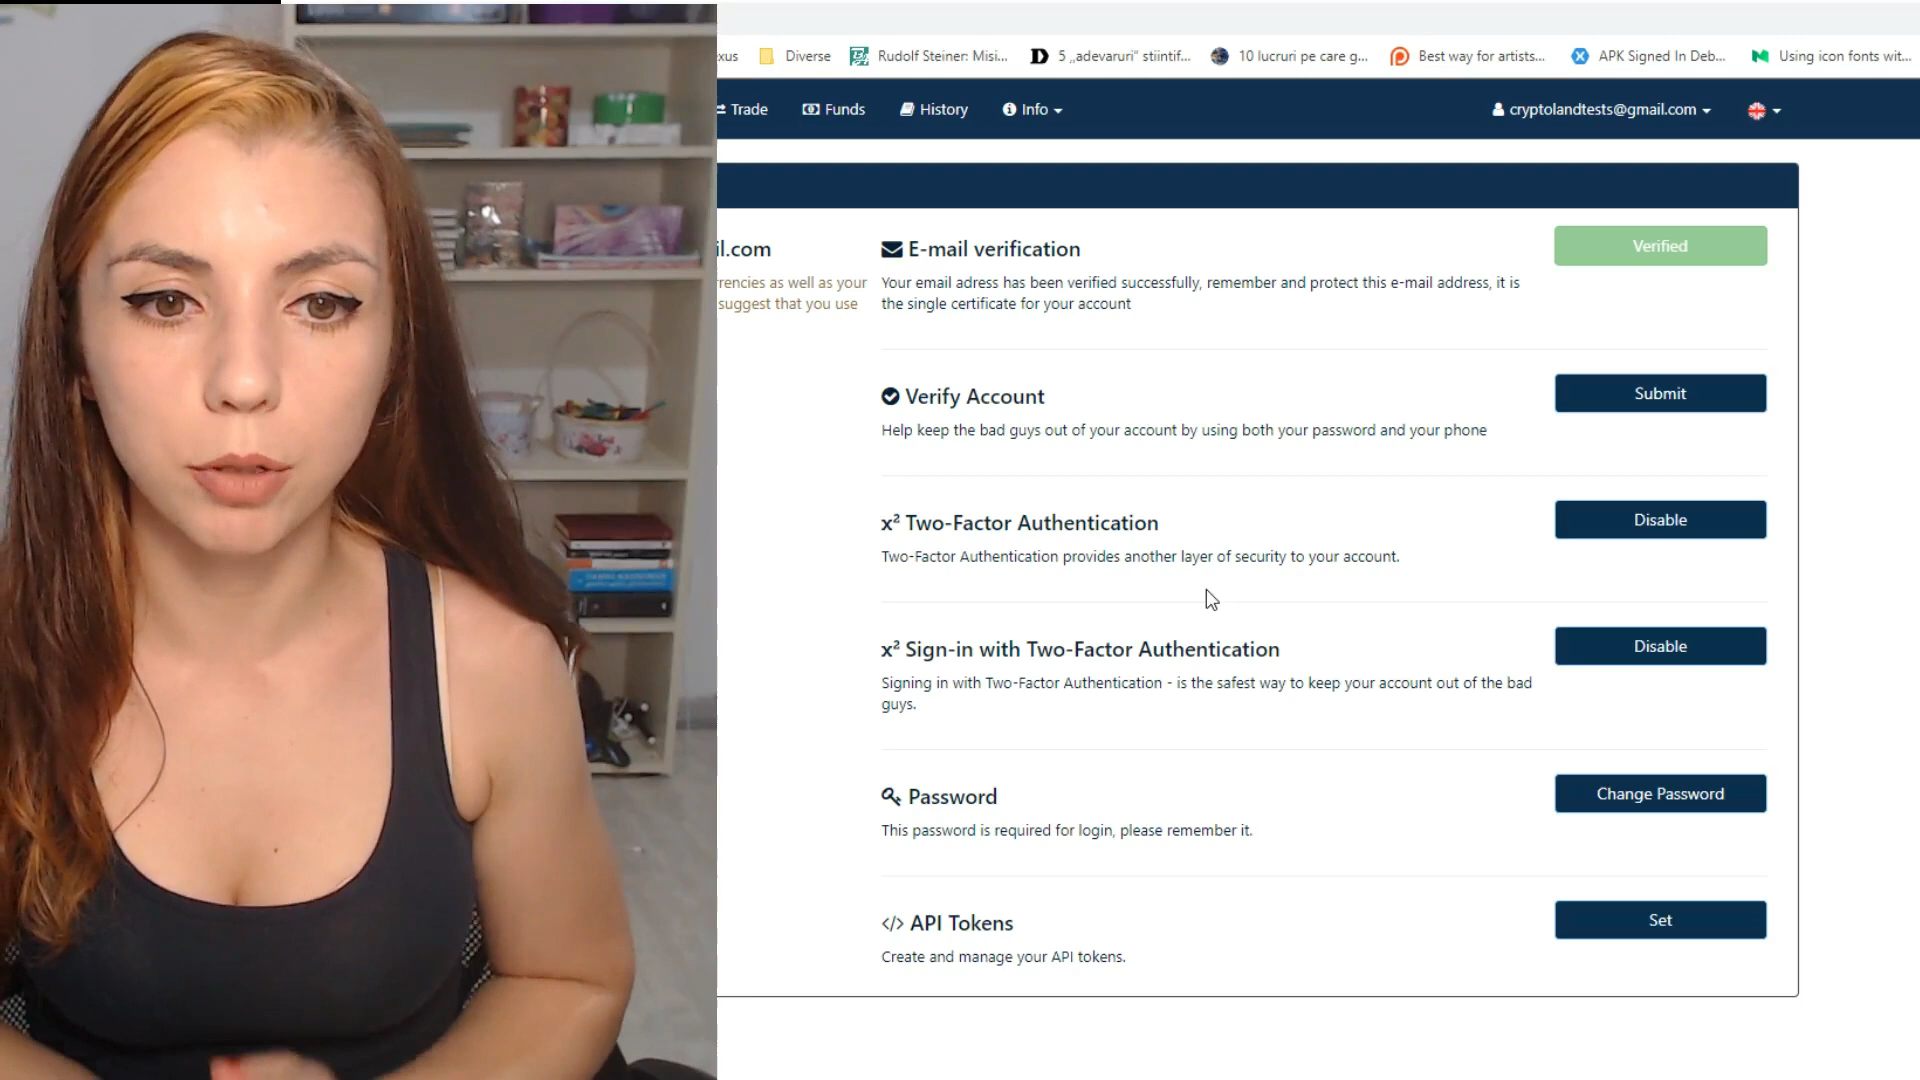 xus Diverse Rudolf Steiner: Misi... 5 „adevaruri” stiintif... 10 lucruri pe care g... Best way for artists... APK Signed In Deb... Using icon fonts wit...
Trade Funds History Info cryptolandtests@gmail.com
il.com
rencies as well as your
suggest that you use
E-mail verification
Your email adress has been verified successfully, remember and protect this e-mail address, it is
the single certificate for your account
Verified
Verify Account
Help keep the bad guys out of your account by using both your password and your phone
Submit
x² Two-Factor Authentication
Two-Factor Authentication provides another layer of security to your account.
Disable
x² Sign-in with Two-Factor Authentication
Signing in with Two-Factor Authentication - is the safest way to keep your account out of the bad
guys.
Disable
Password
This password is required for login, please remember it.
Change Password
</> API Tokens
Create and manage your API tokens.
Set